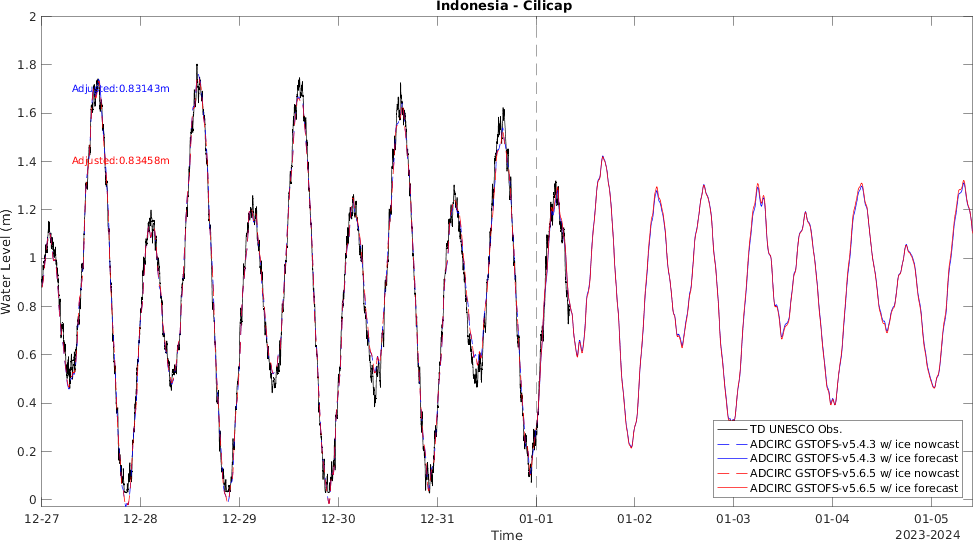 Indonesia - Cilicap
2
1.8
Adjusted:0.83143m
1.6
1.4
Adjusted:0.83458m
1.2
1
0.8
0.6
0.4
0.2
0
Water Level (m)
TD UNESCO Obs.
ADCIRC GSTOFS-v5.4.3 w/ ice nowcast
ADCIRC GSTOFS-v5.4.3 w/ ice forecast
ADCIRC GSTOFS-v5.6.5 w/ ice nowcast
ADCIRC GSTOFS-v5.6.5 w/ ice forecast
12-27 12-28 12-29 12-30 12-31 01-01 01-02 01-03 01-04 01-05
Time
2023-2024